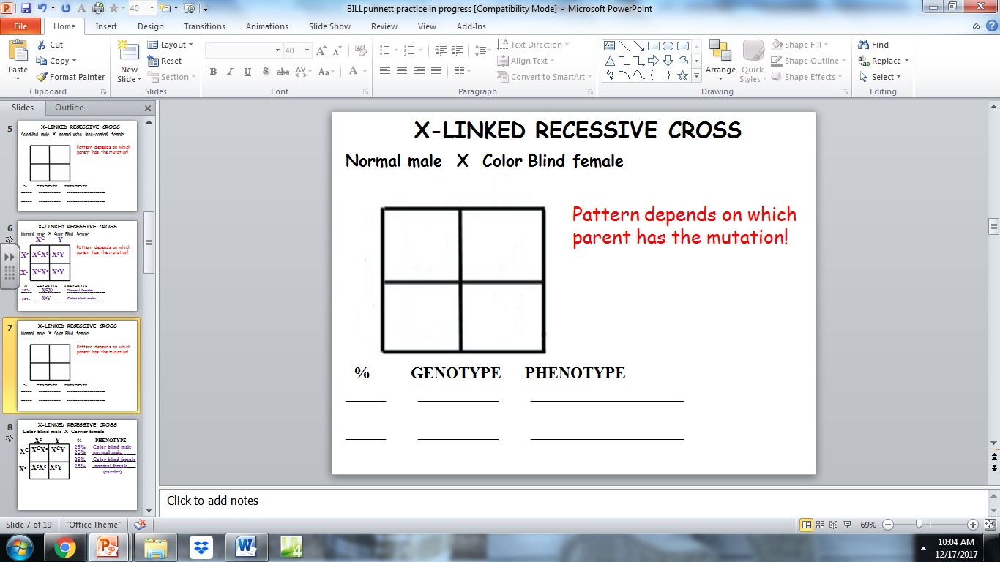 BILLpunnett practice in progress [Compatibility Mode] - Microsoft PowerPoint
File Home Insert Design Transitions Animations Slide Show Review View Add-Ins
Paste
Cut
Copy
Format Painter
Clipboard
New
Slide
Layout
Reset
Section
Slides
40
B I U S abc AV Aa A
Font
Text Direction
Align Text
Convert to SmartArt
Paragraph
Arrange
Quick
Styles
Shape Fill
Shape Outline
Shape Effects
Drawing
Find
Replace
Select
Editing
Slides Outline
5
X-LINKED RECESSIVE CROSS
Colorblind male X normal vision (non-carrier) female
Pattern depends on which
parent has the mutation!
% GENOTYPE PHENOTYPE
6
X-LINKED RECESSIVE CROSS
Normal male X Color Blind female
Xᶜ Y
Pattern depends on which
parent has the mutation!
Xᶜ XᶜXᶜ XᶜY
Xᶜ XᶜXᶜ XᶜY
% GENOTYPE PHENOTYPE
50% XᶜXᶜ Normal female
50% XᶜY Color blind male
7
X-LINKED RECESSIVE CROSS
Normal male X Color Blind female
Pattern depends on which
parent has the mutation!
% GENOTYPE PHENOTYPE
8
X-LINKED RECESSIVE CROSS
Color blind male X Carrier female
Xᶜ Y % PHENOTYPE
Xᶜ XᶜXᶜ XᶜY 25% Color blind male
25% normal male
25% Color blind female
Xᶜ XᶜXᶜ XᶜY 25% normal female
(carrier)
X-LINKED RECESSIVE CROSS
Normal male X Color Blind female
Pattern depends on which
parent has the mutation!
% GENOTYPE PHENOTYPE
Click to add notes
Slide 7 of 19 "Office Theme" 69%
10:04 AM
12/17/2017